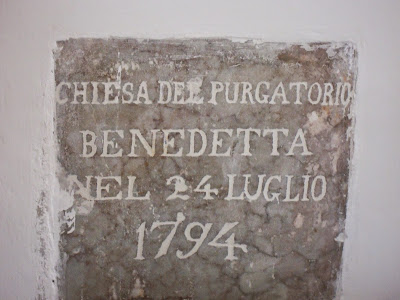 CHIESA DEL PURGATORIO
BENEDETTA
NEL 24 LUGLIO
1794